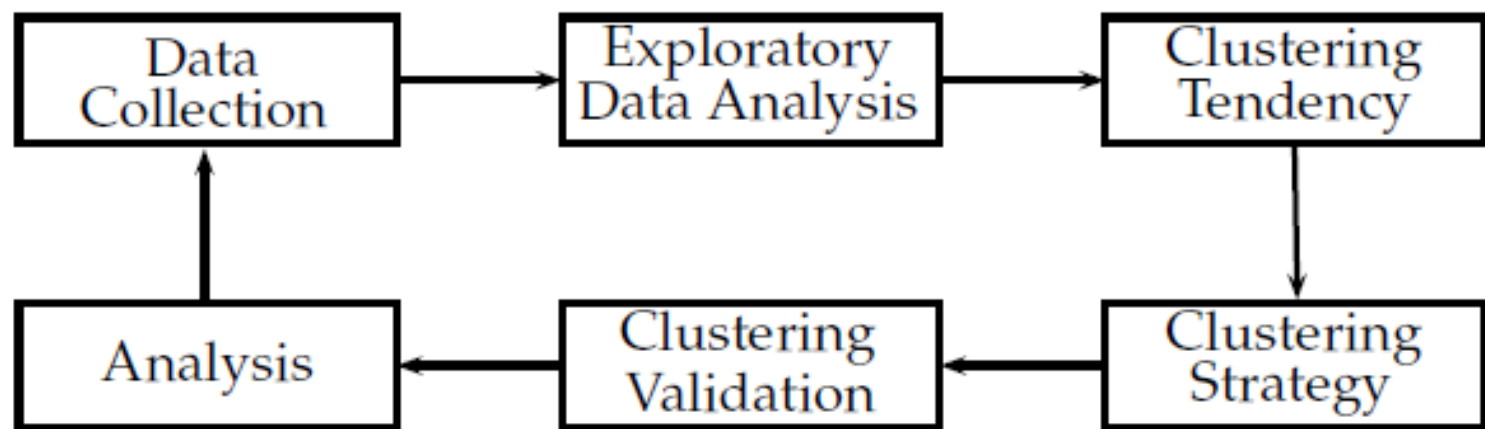 Data
Collection
Exploratory
Data Analysis
Clustering
Tendency
Analysis
Clustering
Validation
Clustering
Strategy